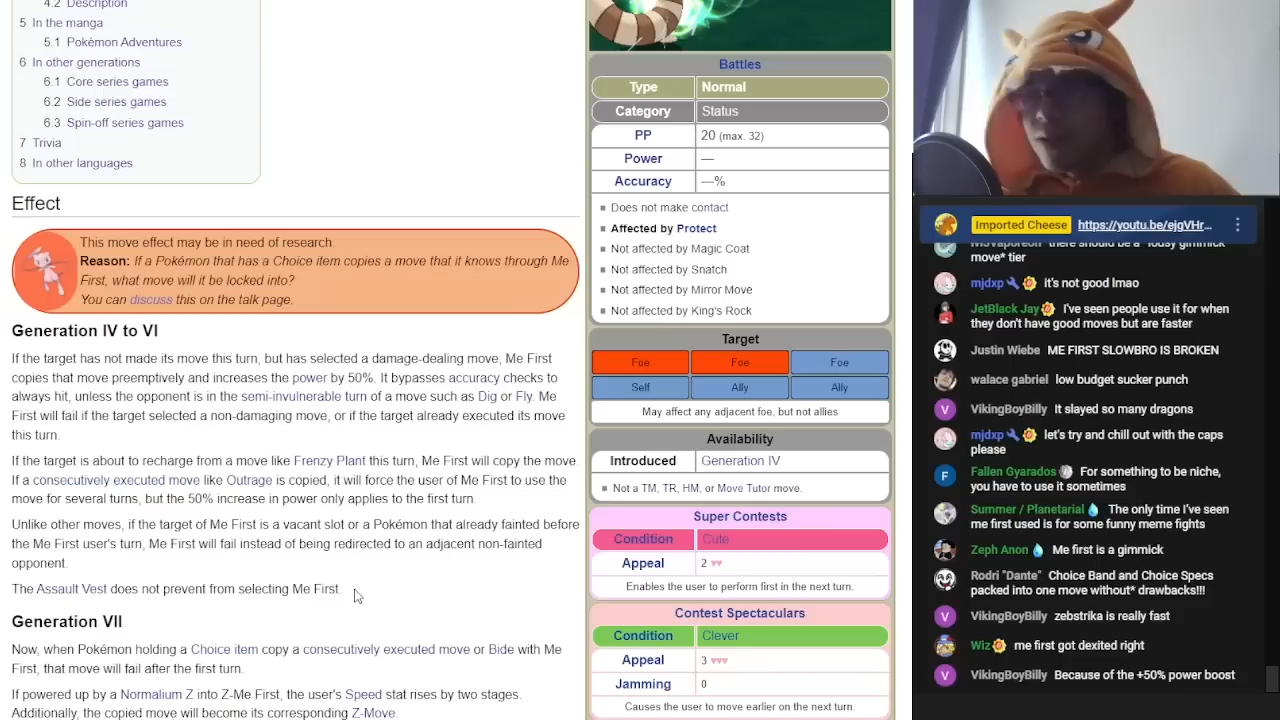 4.2 Description
5 In the manga
5.1 Pokémon Adventures
6 In other generations
6.1 Core series games
6.2 Side series games
6.3 Spin-off series games
7 Trivia
8 In other languages
Effect
This move effect may be in need of research.
Reason: If a Pokémon that has a Choice item copies a move that it knows through Me
First, what move will it be locked into?
You can discuss this on the talk page.
Generation IV to VI
If the target has not made its move this turn, but has selected a damage-dealing move, Me First
copies that move preemptively and increases the power by 50%. It bypasses accuracy checks to
always hit, unless the opponent is in the semi-invulnerable turn of a move such as Dig or Fly. Me
First will fail if the target selected a non-damaging move, or if the target already executed its move
this turn.
If the target is about to recharge from a move like Frenzy Plant this turn, Me First will copy the move.
If a consecutively executed move like Outrage is copied, it will force the user of Me First to use the
move for several turns, but the 50% increase in power only applies to the first turn.
Unlike other moves, if the target of Me First is a vacant slot or a Pokémon that already fainted before
the Me First user's turn, Me First will fail instead of being redirected to an adjacent non-fainted
opponent.
The Assault Vest does not prevent from selecting Me First.
Generation VII
Now, when Pokémon holding a Choice item copy a consecutively executed move or Bide with Me
First, that move will fail after the first turn.
If powered up by a Normalium Z into Z-Me First, the user's Speed stat rises by two stages.
Additionally, the copied move will become its corresponding Z-Move.
Battles
Type Normal
Category Status
PP 20 (max. 32)
Power —
Accuracy —%
Does not make contact
Affected by Protect
Not affected by Magic Coat
Not affected by Snatch
Not affected by Mirror Move
Not affected by King's Rock
Target
Foe Foe Foe
Self Ally Ally
May affect any adjacent foe, but not allies
Availability
Introduced Generation IV
Not a TM, TR, HM, or Move Tutor move.
Super Contests
Condition Cute
Appeal 2 ♥♥
Enables the user to perform first in the next turn.
Contest Spectaculars
Condition Clever
Appeal 3 ♥♥♥
Jamming 0
Causes the user to move earlier on the next turn.
Imported Cheese https://youtu.be/ejgVHr...
there should be a "lousy gimmick
move" tier
mjdxp it's not good lmao
JetBlack Jay I've seen people use it for when
they don't have good moves but are faster
Justin Wiebe ME FIRST SLOWBRO IS BROKEN
walace gabriel low budget sucker punch
VikingBoyBilly It slayed so many dragons
mjdxp let's try and chill out with the caps
please
Fallen Gyarados For something to be niche,
you have to use it sometimes
Summer / Planetarial The only time I've seen
me first used is for some funny meme fights
Zeph Anon Me first is a gimmick
Rodri "Dante" Choice Band and Choice Specs
packed into one move without* drawbacks!!!
VikingBoyBilly zebstrika is really fast
Wiz me first got dexited right
VikingBoyBilly Because of the +50% power boost